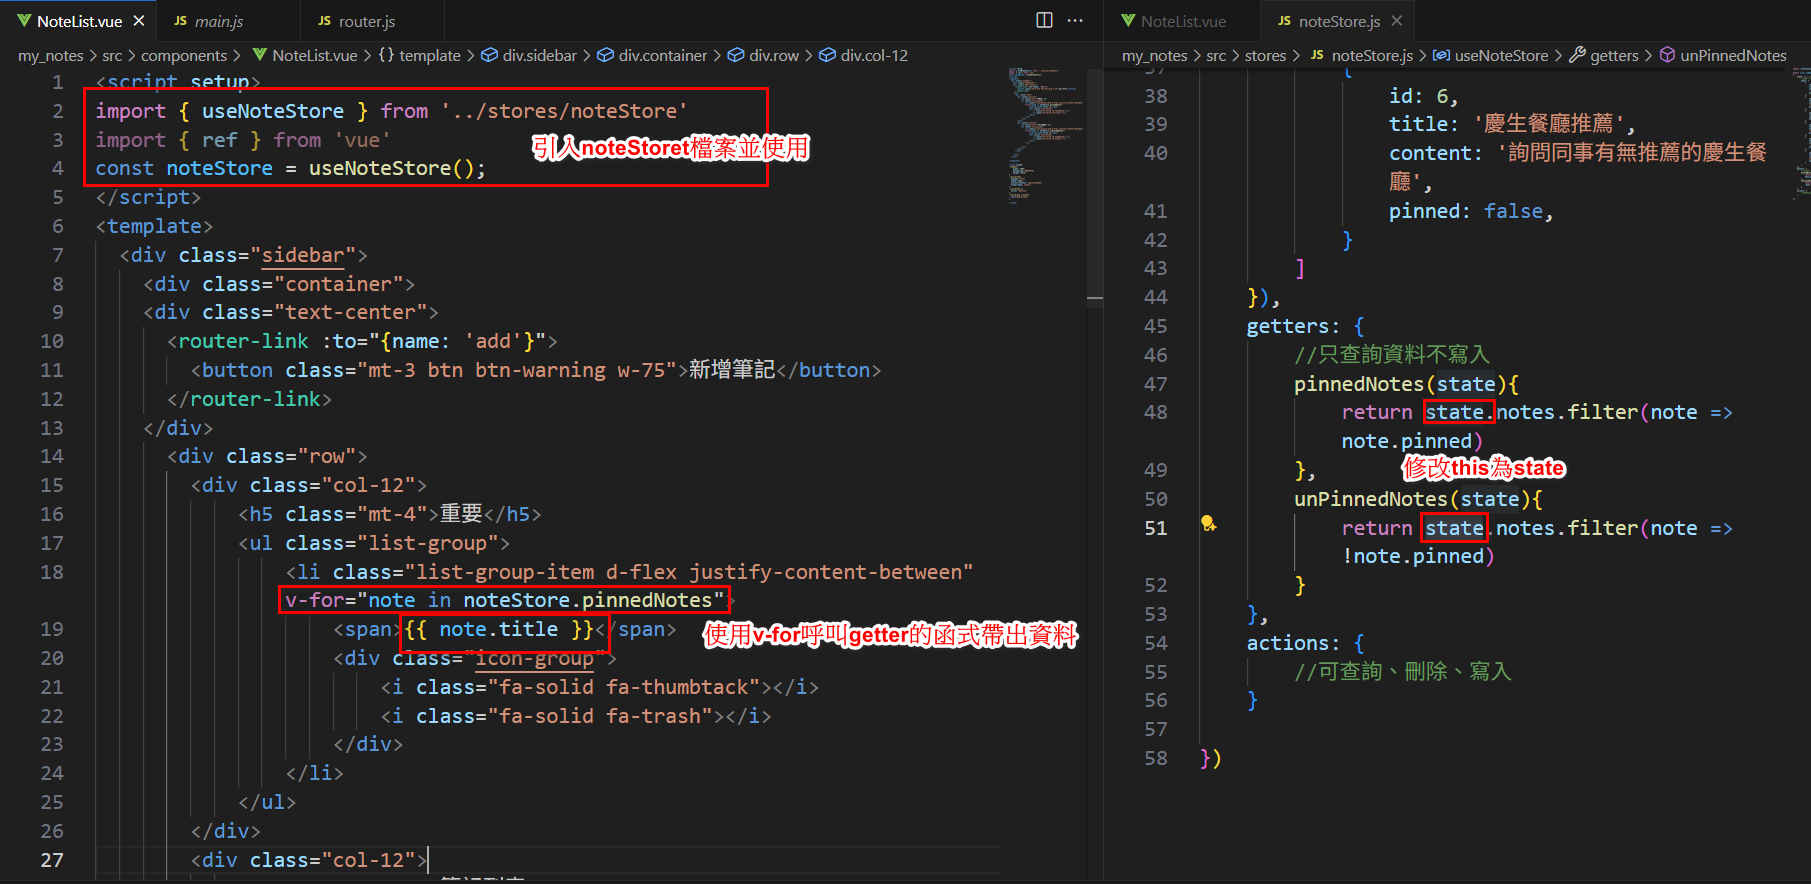 NoteList.vue
main.js
router.js
my_notes > src > components > NoteList.vue > {} template > div.sidebar > div.container > div.row > div.col-12
1 <script setup>
2 import { useNoteStore } from '../stores/noteStore'
3 import { ref } from 'vue'
引入noteStoret檔案並使用
4 const noteStore = useNoteStore();
5 </script>
6 <template>
7 <div class="sidebar">
8 <div class="container">
9 <div class="text-center">
10 <router-link :to="{name: 'add'}">
11 <button class="mt-3 btn btn-warning w-75">新增筆記</button>
12 </router-link>
13 </div>
14 <div class="row">
15 <div class="col-12">
16 <h5 class="mt-4">重要</h5>
17 <ul class="list-group">
18 <li class="list-group-item d-flex justify-content-between"
v-for="note in noteStore.pinnedNotes">
19 <span>{{ note.title }}</span>
使用v-for呼叫getter的函式帶出資料
20 <div class="icon-group">
21 <i class="fa-solid fa-thumbtack"></i>
22 <i class="fa-solid fa-trash"></i>
23 </div>
24 </li>
25 </ul>
26 </div>
27 <div class="col-12">
NoteList.vue
noteStore.js
my_notes > src > stores > noteStore.js > useNoteStore > getters > unPinnedNotes
37 {
38 id: 6,
39 title: '慶生餐廳推薦',
40 content: '詢問同事有無推薦的慶生餐
廳',
41 pinned: false,
42 }
43 ]
44 }),
45 getters: {
46 //只查詢資料不寫入
47 pinnedNotes(state){
48 return state.notes.filter(note =>
note.pinned)
49 },
修改this為state
50 unPinnedNotes(state){
51 return state.notes.filter(note =>
!note.pinned)
52 }
53 },
54 actions: {
55 //可查詢、刪除、寫入
56 }
57
58 })